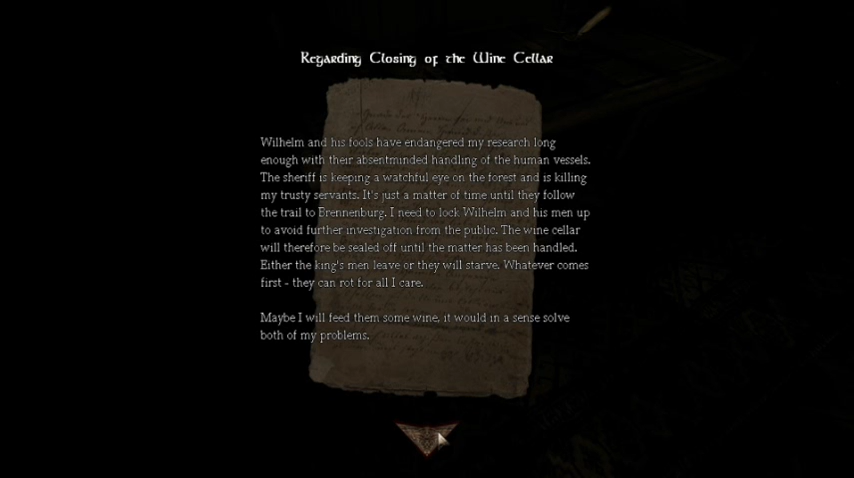 Regarding Closing of the Wine Cellar
Wilhelm and his fools have endangered my research long
enough with their absentminded handling of the human vessels.
The sheriff is keeping a watchful eye on the forest and is killing
my trusty servants. It's just a matter of time until they follow
the trail to Brennenburg. I need to lock Wilhelm and his men up
to avoid further investigation from the public. The wine cellar
will therefore be sealed off until the matter has been handled.
Either the king's men leave or they will starve. Whatever comes
first - they can rot for all I care.
Maybe I will feed them some wine, it would in a sense solve
both of my problems.